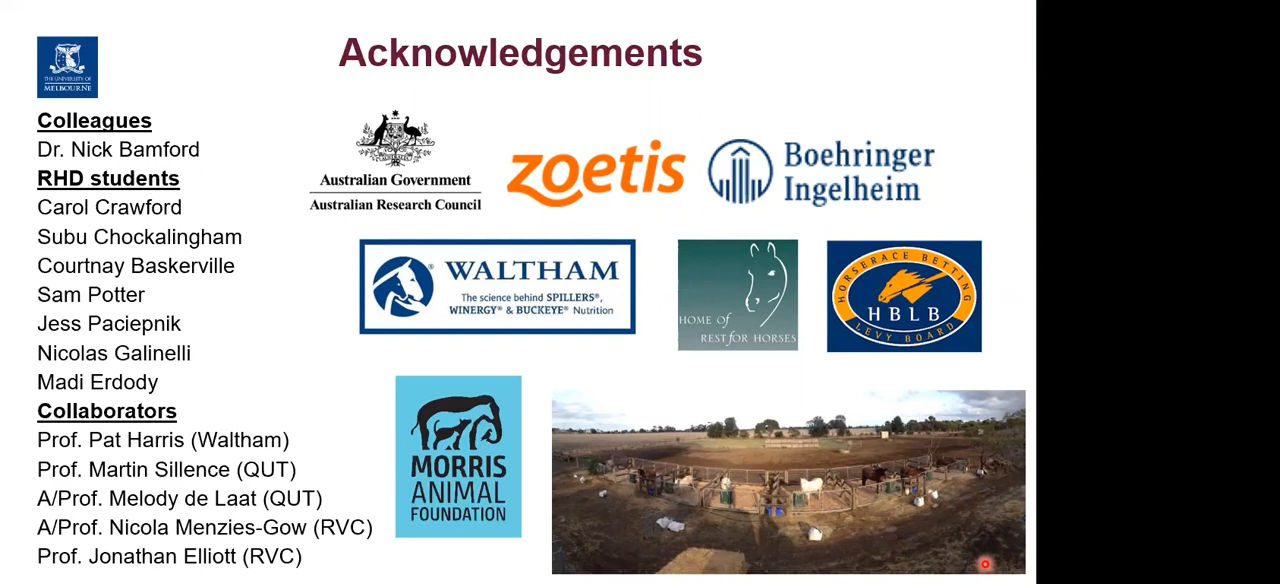 Acknowledgements
THE UNIVERSITY OF
MELBOURNE
Colleagues
Dr. Nick Bamford
RHD students
Carol Crawford
Subu Chockalingham
Courtnay Baskerville
Sam Potter
Jess Paciepnik
Nicolas Galinelli
Madi Erdody
Collaborators
Prof. Pat Harris (Waltham)
Prof. Martin Sillence (QUT)
A/Prof. Melody de Laat (QUT)
A/Prof. Nicola Menzies-Gow (RVC)
Prof. Jonathan Elliott (RVC)
Australian Government
Australian Research Council
zoetis
Boehringer
Ingelheim
WALTHAM
The science behind SPILLERS®,
WINERGY® & BUCKEYE® Nutrition
HOME of
REST for HORSES
HORSERACE BETTING
HBLB
LEVY BOARD
MORRIS
ANIMAL
FOUNDATION